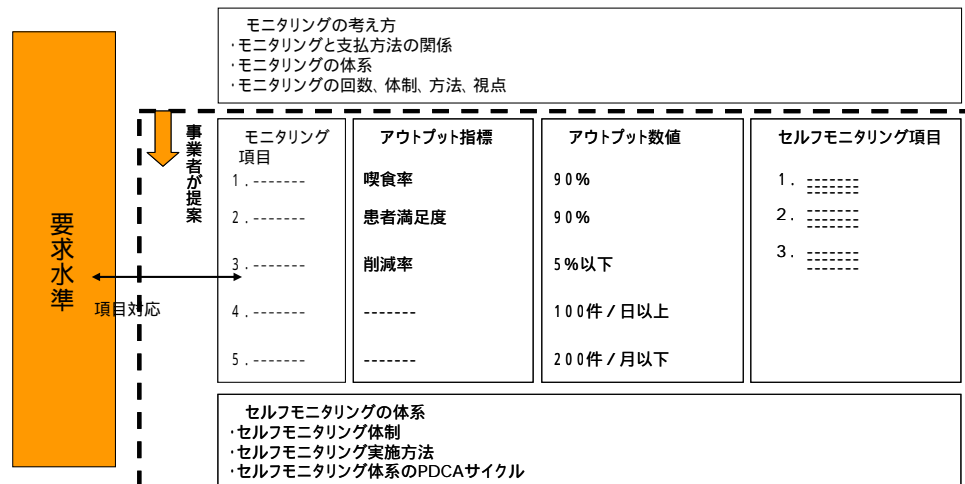 モニタリングの考え方
・モニタリングと支払方法の関係
・モニタリングの体系
・モニタリングの回数、体制、方法、視点
要求水準
項目対応
事業者が提案
モニタリング
項目
1.-------
2.-------
3.-------
4.-------
5.-------
アウトプット指標
喫食率
患者満足度
削減率
-------
-------
アウトプット数値
90%
90%
5%以下
100件/日以上
200件/月以下
セルフモニタリング項目
1.
2.
3.
セルフモニタリングの体系
・セルフモニタリング体制
・セルフモニタリング実施方法
・セルフモニタリング体系のPDCAサイクル